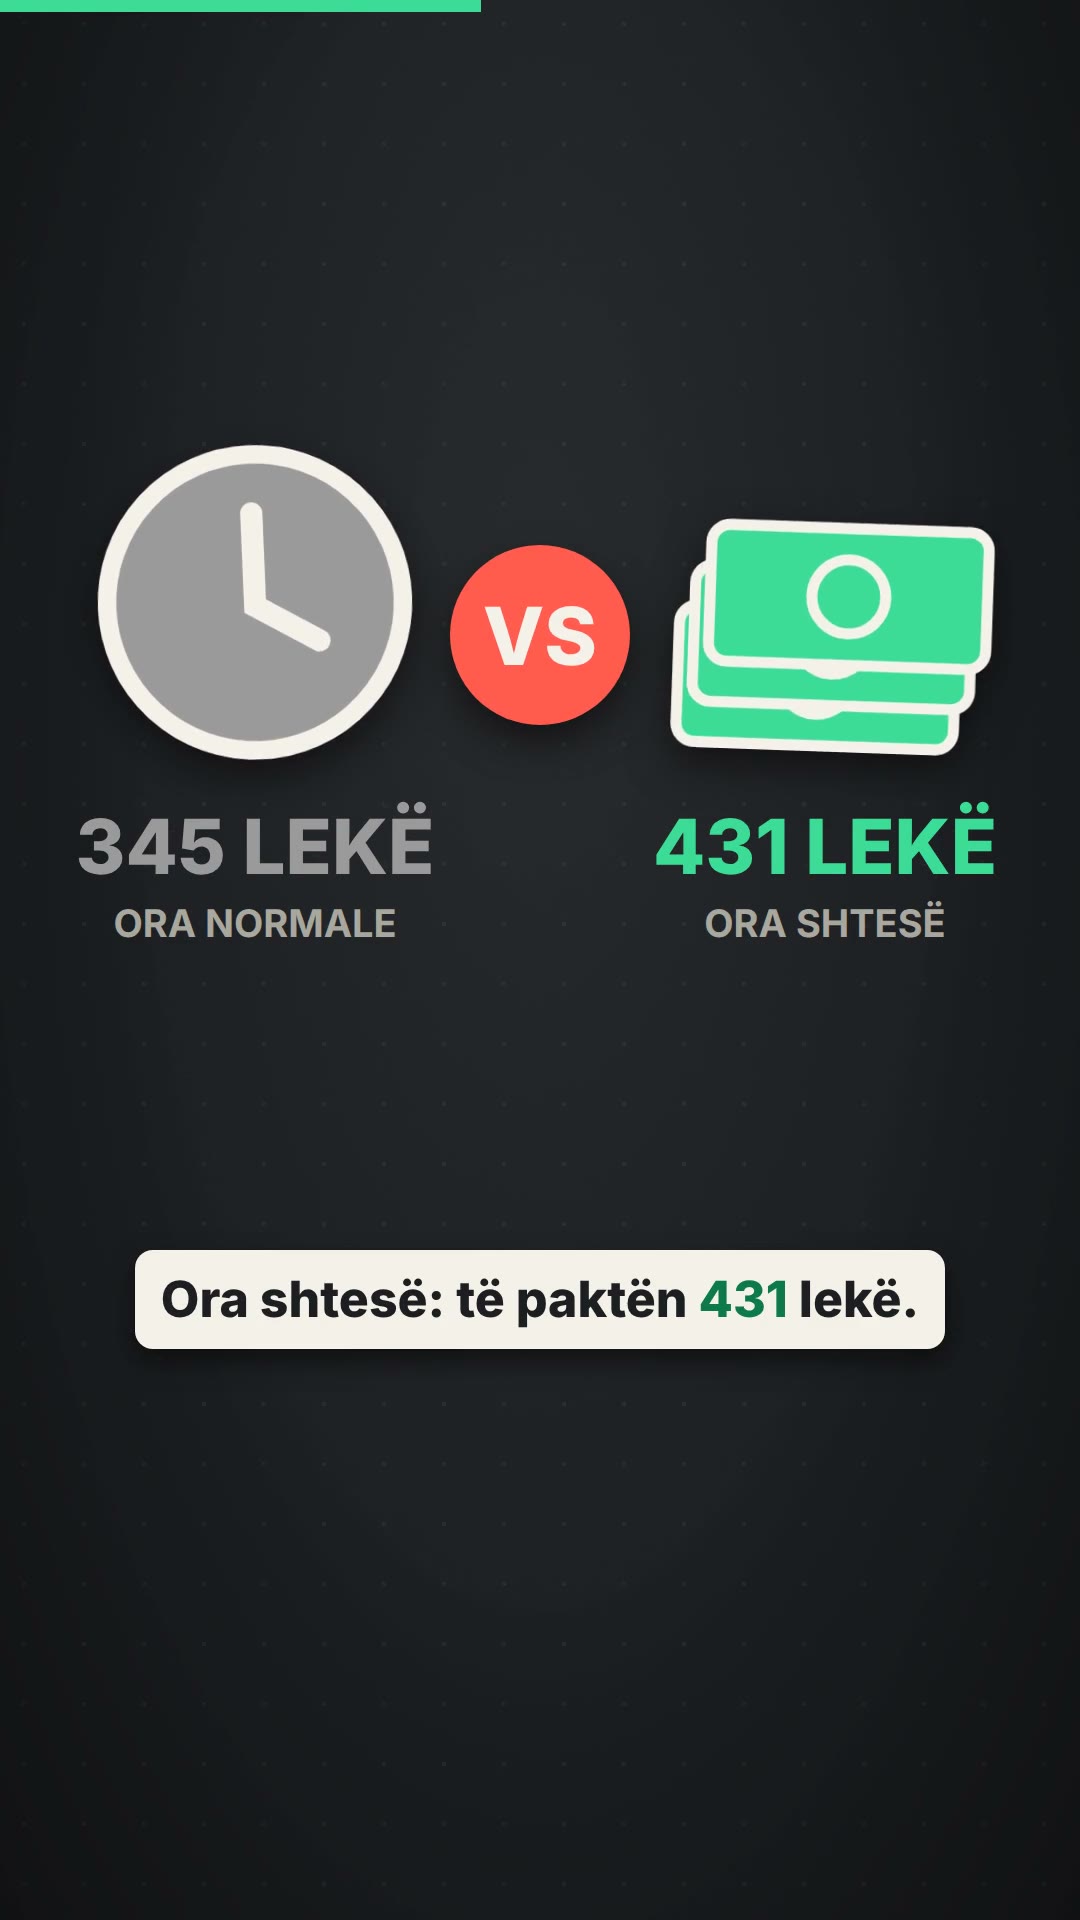 VS
345 LEKË
ORA NORMALE
431 LEKË
ORA SHTESË
Ora shtesë: të paktën 431 lekë.